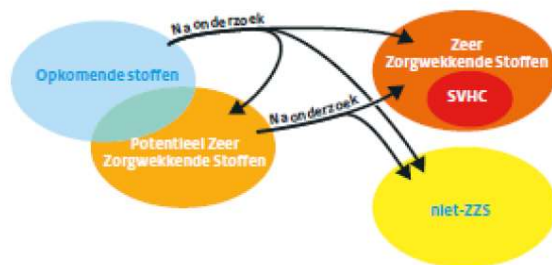 Na onderzoek
Opkomende stoffen
Zeer
Zorgwekkende Stoffen
SVHC
Na onderzoek
Potentieel Zeer
Zorgwekkende Stoffen
niet-ZZS